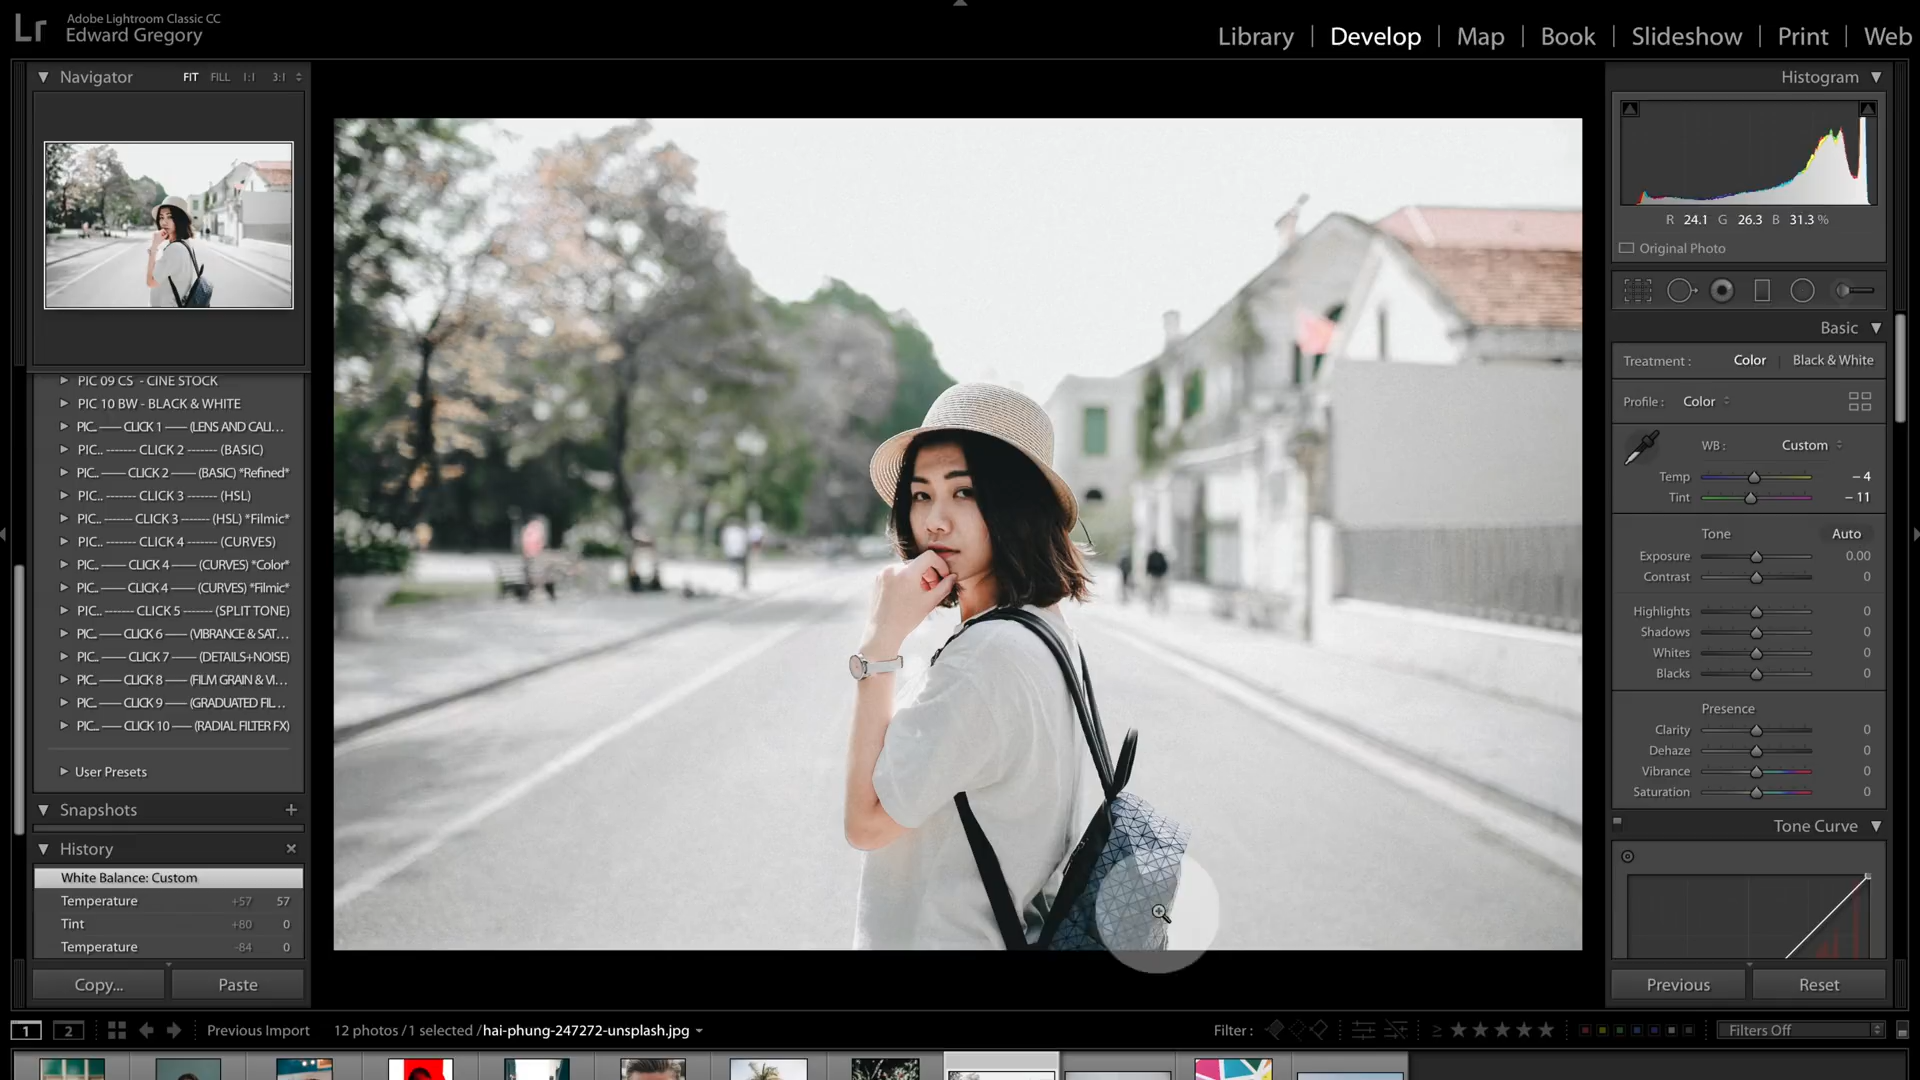 Lr
Adobe Lightroom Classic CC
Edward Gregory
Library | Develop | Map | Book | Slideshow | Print | Web
Navigator FIT FILL 1:1 3:1
PIC 09 CS - CINE STOCK
PIC 10 BW - BLACK & WHITE
PIC.. —— CLICK 1 —— (LENS AND CALI...
PIC.. ------- CLICK 2 ------- (BASIC)
PIC.. —— CLICK 2 —— (BASIC) *Refined*
PIC.. ------- CLICK 3 ------- (HSL)
PIC.. ------- CLICK 3 ------- (HSL) *Filmic*
PIC.. ------- CLICK 4 ------- (CURVES)
PIC.. —— CLICK 4 —— (CURVES) *Color*
PIC.. —— CLICK 4 —— (CURVES) *Filmic*
PIC.. ------- CLICK 5 ------- (SPLIT TONE)
PIC.. —— CLICK 6 —— (VIBRANCE & SAT...
PIC.. —— CLICK 7 —— (DETAILS+NOISE)
PIC.. —— CLICK 8 —— (FILM GRAIN & VI...
PIC.. —— CLICK 9 —— (GRADUATED FIL...
PIC.. —— CLICK 10 —— (RADIAL FILTER FX)
User Presets
Snapshots +
History ×
White Balance: Custom
Temperature +57 57
Tint +80 0
Temperature -84 0
Copy... Paste
Histogram
R 24.1 G 26.3 B 31.3 %
Original Photo
Basic
Treatment : Color | Black & White
Profile : Color
WB : Custom
Temp – 4
Tint – 11
Tone Auto
Exposure 0.00
Contrast 0
Highlights 0
Shadows 0
Whites 0
Blacks 0
Presence
Clarity 0
Dehaze 0
Vibrance 0
Saturation 0
Tone Curve
Previous Reset
1 2 Previous Import 12 photos / 1 selected / hai-phung-247272-unsplash.jpg Filter : ≥ ★★★★★ Filters Off